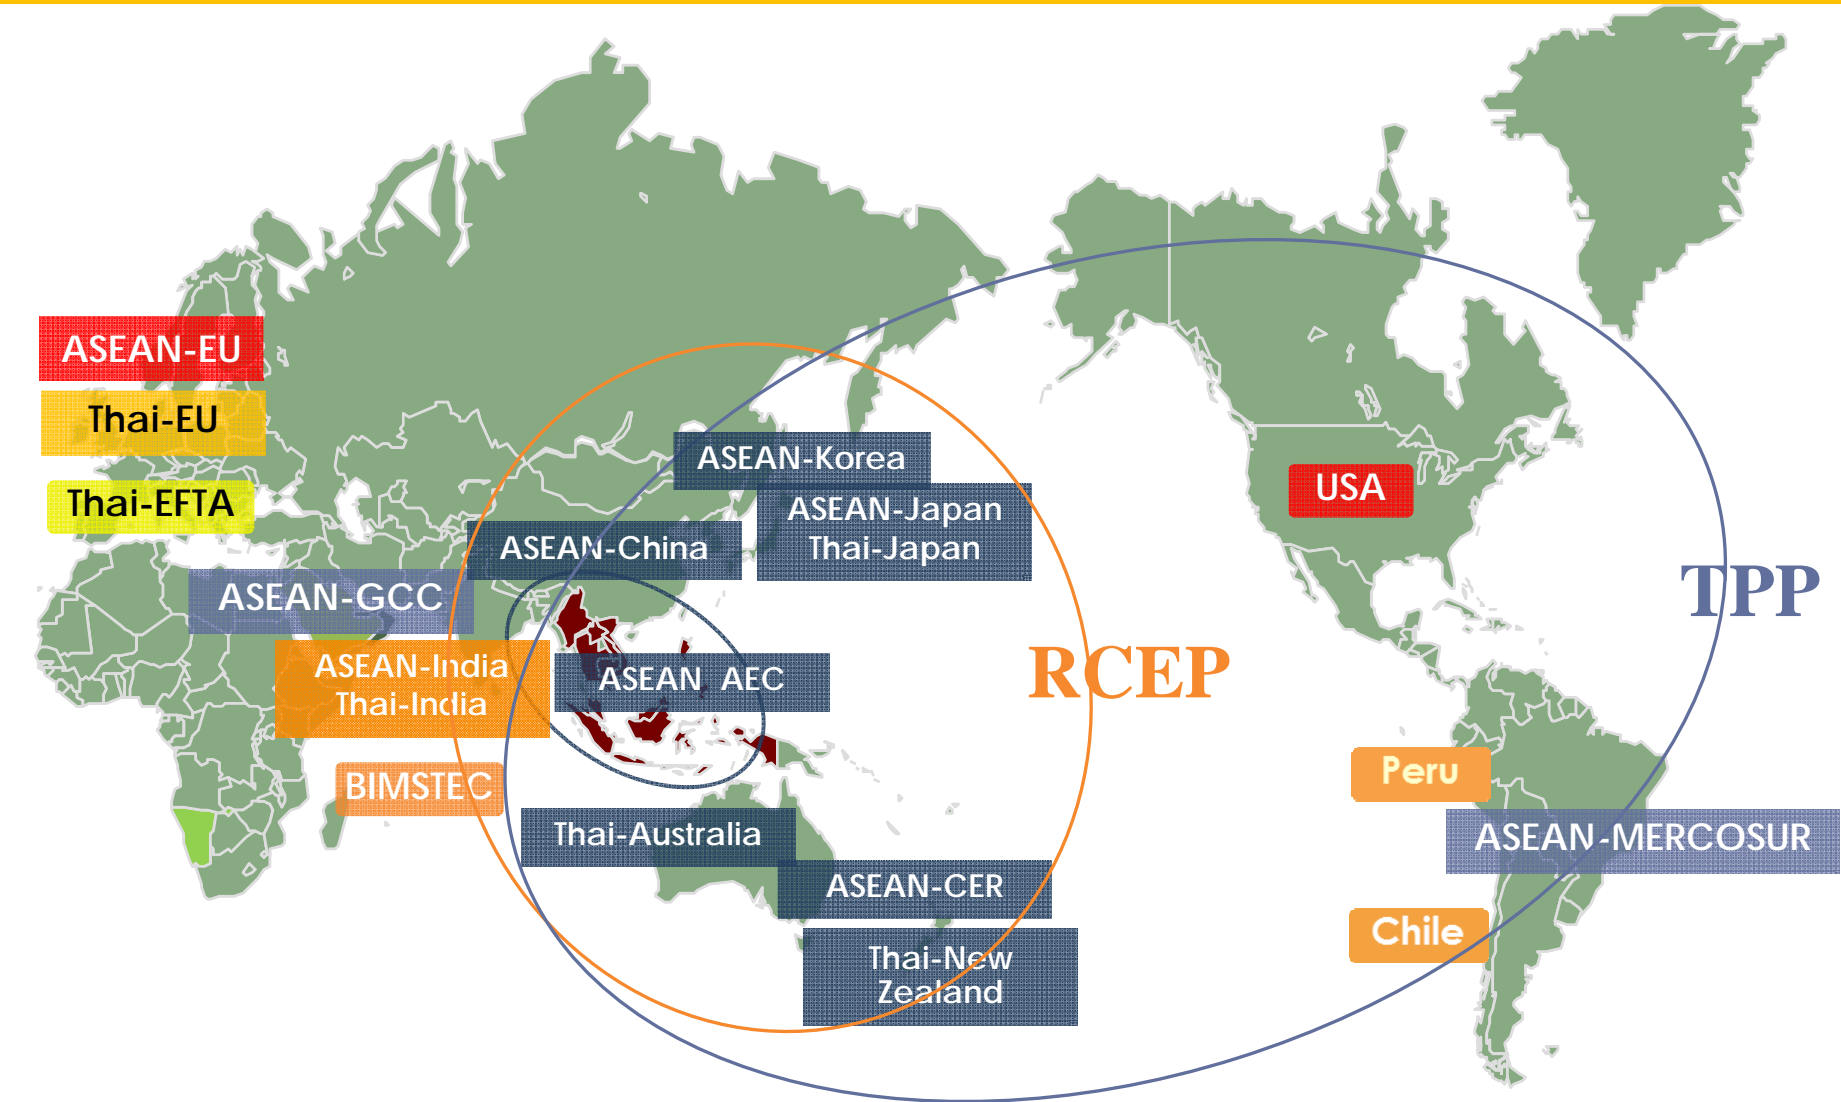 ASEAN-EU
Thai-EU
Thai-EFTA
ASEAN-Korea
ASEAN-Japan
Thai-Japan
ASEAN-China
USA
TPP
ASEAN-GCC
ASEAN-India
Thai-India
ASEAN AEC
RCEP
BIMSTEC
Peru
Thai-Australia
ASEAN-MERCOSUR
ASEAN-CER
Chile
Thai-New
Zealand